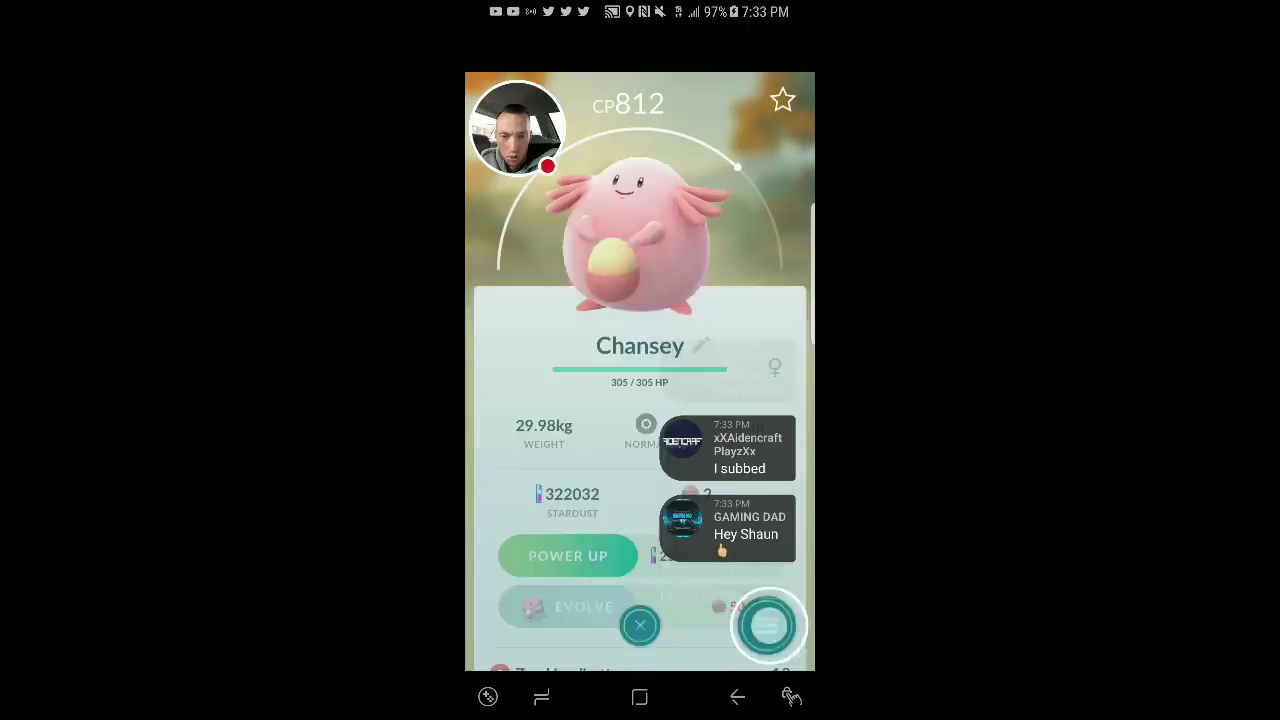 97% 7:33 PM
CP812
Chansey
305 / 305 HP
29.98kg
WEIGHT
NORMA
7:33 PM
xXAidencraft
PlayzXx
I subbed
322032
STARDUST
2
7:33 PM
GAMING DAD
Hey Shaun
POWER UP
EVOLVE